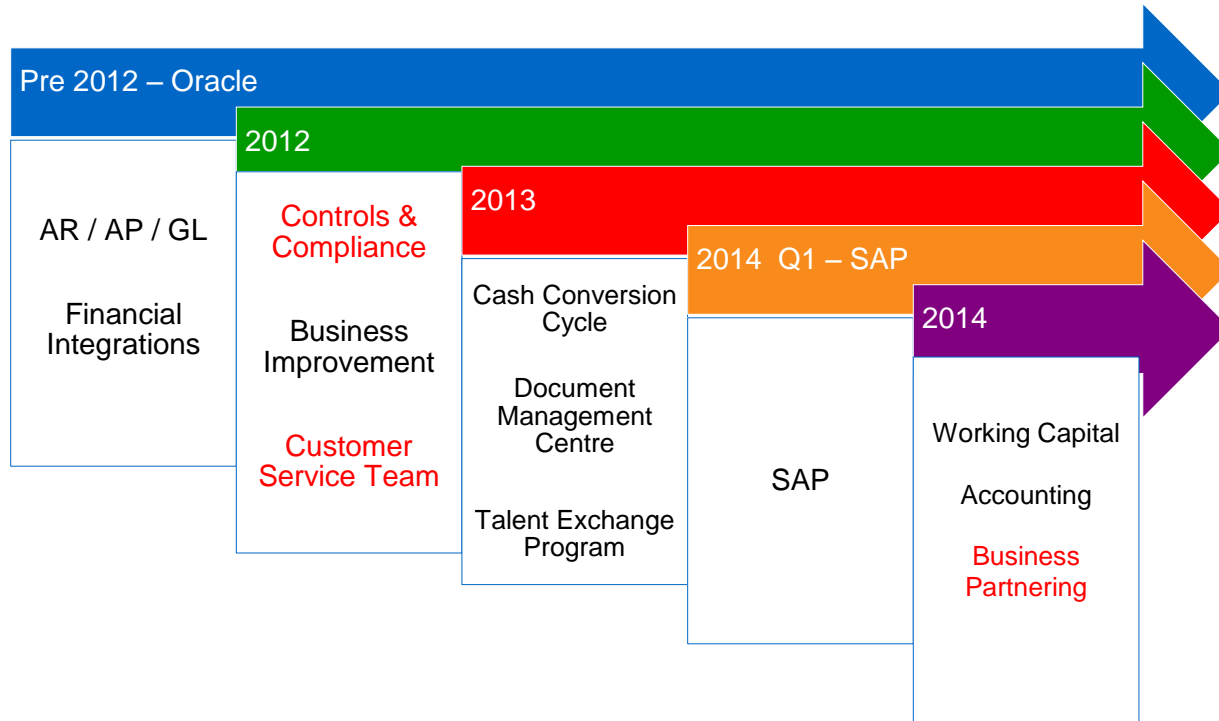 Pre 2012 – Oracle
AR / AP / GL
Financial
Integrations
2012
Controls &
Compliance
Business
Improvement
Customer
Service Team
2013
Cash Conversion
Cycle
Document
Management
Centre
Talent Exchange
Program
2014 Q1 – SAP
SAP
2014
Working Capital
Accounting
Business
Partnering